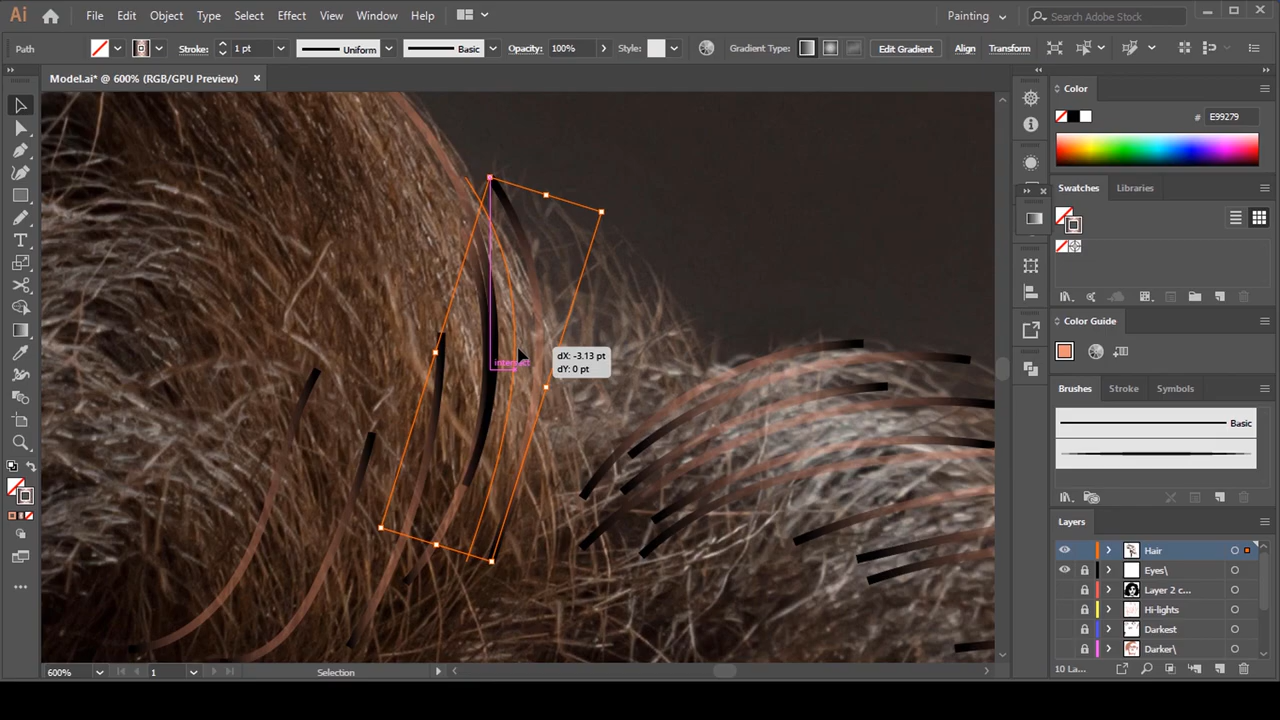 Ai File Edit Object Type Select Effect View Window Help Painting Search Adobe Stock
Path Stroke: 1 pt Uniform Basic Opacity: 100% Style: Gradient Type: Edit Gradient Align Transform
Model.ai* @ 600% (RGB/GPU Preview)
Color
# E99279
Swatches Libraries
Color Guide
intersect
dX: -3.13 pt
dY: 0 pt
Brushes Stroke Symbols
Basic
Layers
Hair
Eyes\
Layer 2 c...
Hi-lights
Darkest
Darker\
10 La...
600% 1 Selection